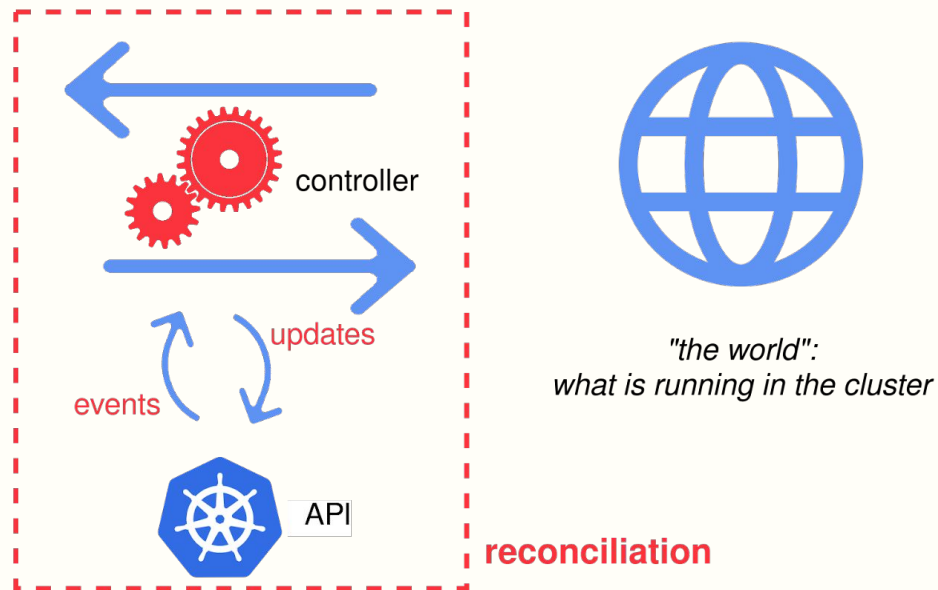 controller
updates
events
"the world":
what is running in the cluster
API
reconciliation